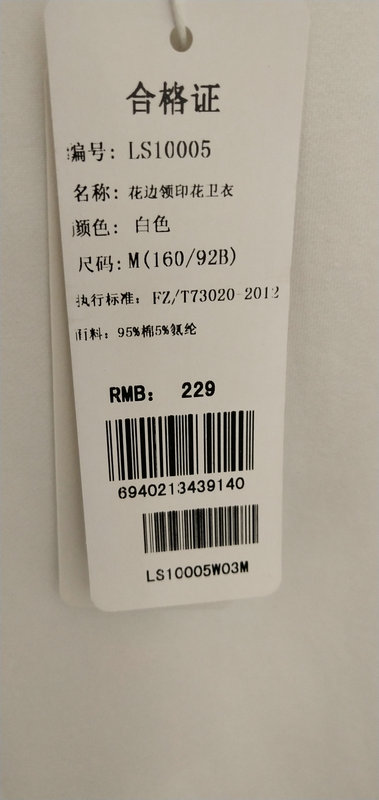 合格证
编号: LS10005
名称: 花边领印花卫衣
颜色: 白色
尺码: M(160/92B)
执行标准: FZ/T73020-2012
面料: 95%棉5%氨纶
RMB: 229
6940213439140
LS10005W03M